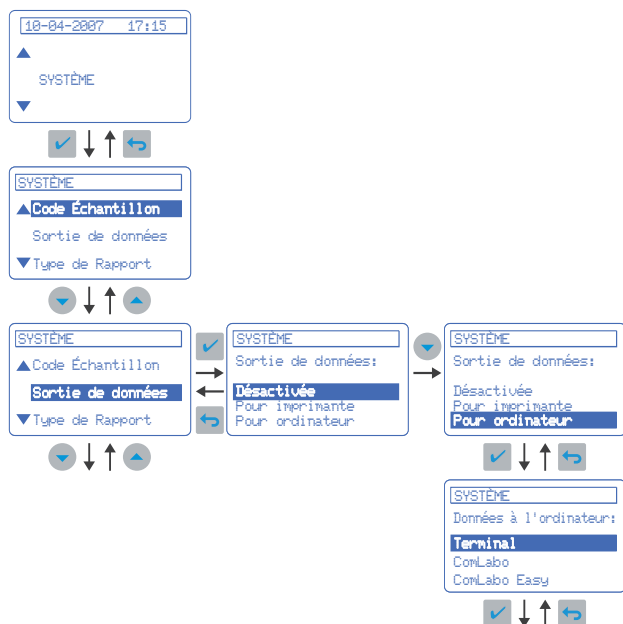 10-04-2007 17:15
SYSTÈME
SYSTÈME
Code Échantillon
Sortie de données
Type de Rapport
SYSTÈME
Code Échantillon
Sortie de données
Type de Rapport
SYSTÈME
Sortie de données:
Désactivée
Pour imprimante
Pour ordinateur
SYSTÈME
Sortie de données:
Désactivée
Pour imprimante
Pour ordinateur
SYSTÈME
Données à l'ordinateur:
Terminal
ComLabo
ComLabo Easy